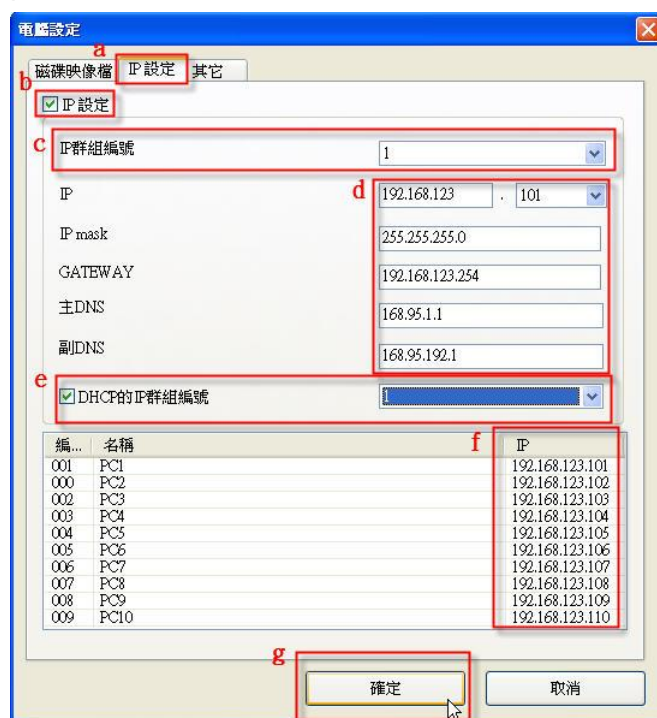 電腦設定
a
磁碟映像檔 IP設定 其它
b
IP設定
c
IP群組編號 1
IP d 192.168.123 . 101
IP mask 255.255.255.0
GATEWAY 192.168.123.254
主DNS 168.95.1.1
副DNS 168.95.192.1
e
DHCP的IP群組編號 1
編... 名稱 f IP
001 PC1 192.168.123.101
000 PC2 192.168.123.102
002 PC3 192.168.123.103
003 PC4 192.168.123.104
004 PC5 192.168.123.105
005 PC6 192.168.123.106
006 PC7 192.168.123.107
007 PC8 192.168.123.108
008 PC9 192.168.123.109
009 PC10 192.168.123.110
g
確定 取消